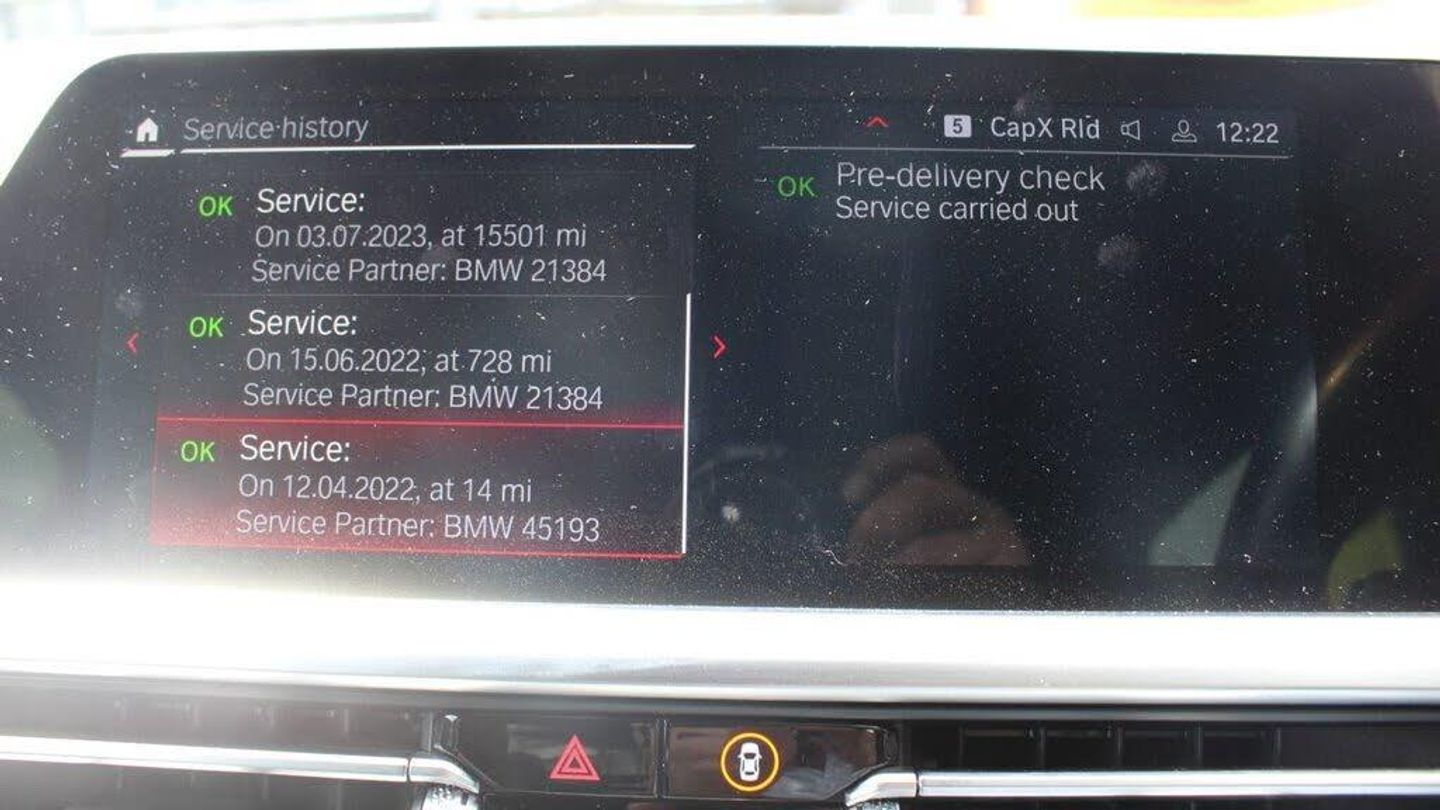 Service history
5 CapX Rld 12:22
OK Service:
On 03.07.2023, at 15501 mi
Service Partner: BMW 21384
OK Service:
On 15.06.2022, at 728 mi
Service Partner: BMW 21384
OK Service:
On 12.04.2022, at 14 mi
Service Partner: BMW 45193
OK Pre-delivery check
Service carried out